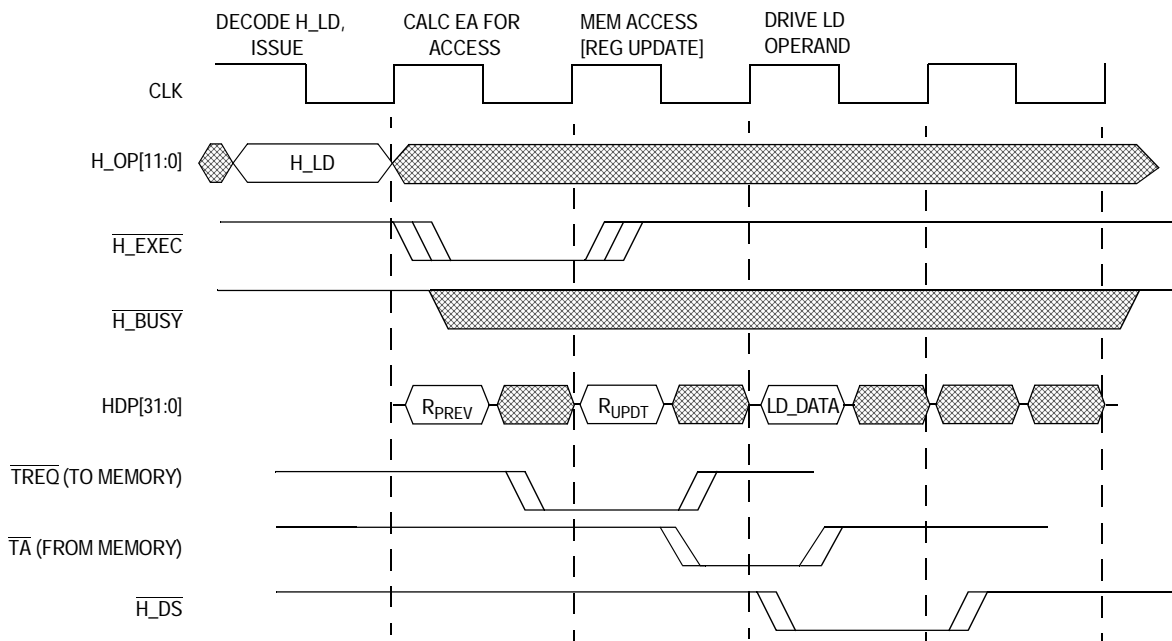 DECODE H_LD,
ISSUE
CALC EA FOR
ACCESS
MEM ACCESS
[REG UPDATE]
DRIVE LD
OPERAND
CLK
H_OP[11:0]
H_LD
H_EXEC
H_BUSY
HDP[31:0]
RPREV
RUPDT
LD_DATA
TREQ (TO MEMORY)
TA (FROM MEMORY)
H_DS